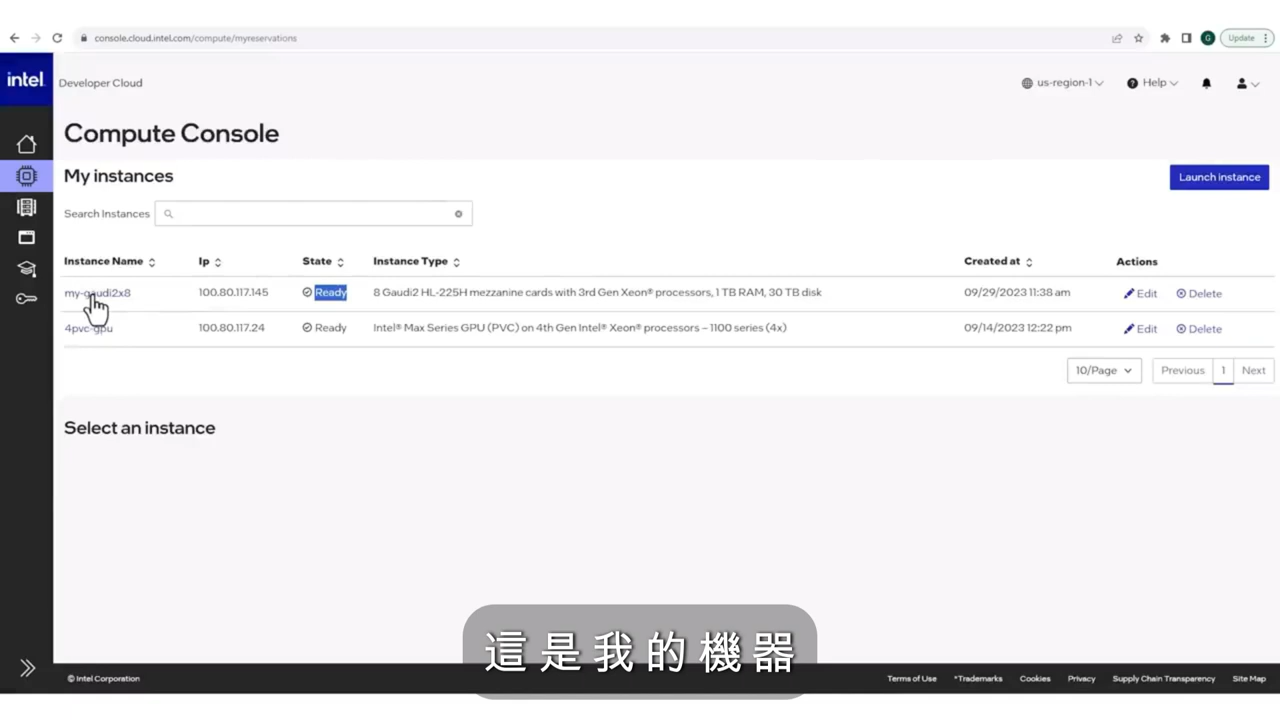 console.cloud.intel.com/compute/myreservations
G
Update
intel.
Developer Cloud
us-region-1
Help
Compute Console
My instances
Launch instance
Search Instances
Instance Name Ip State Instance Type Created at Actions
my-gaudi2x8 100.80.117.145 Ready 8 Gaudi2 HL-225H mezzanine cards with 3rd Gen Xeon® processors, 1 TB RAM, 30 TB disk 09/29/2023 11:38 am Edit Delete
4pvc-gpu 100.80.117.24 Ready Intel® Max Series GPU (PVC) on 4th Gen Intel® Xeon® processors – 1100 series (4x) 09/14/2023 12:22 pm Edit Delete
10/Page Previous 1 Next
Select an instance
這是我的機器
© Intel Corporation Terms of Use *Trademarks Cookies Privacy Supply Chain Transparency Site Map